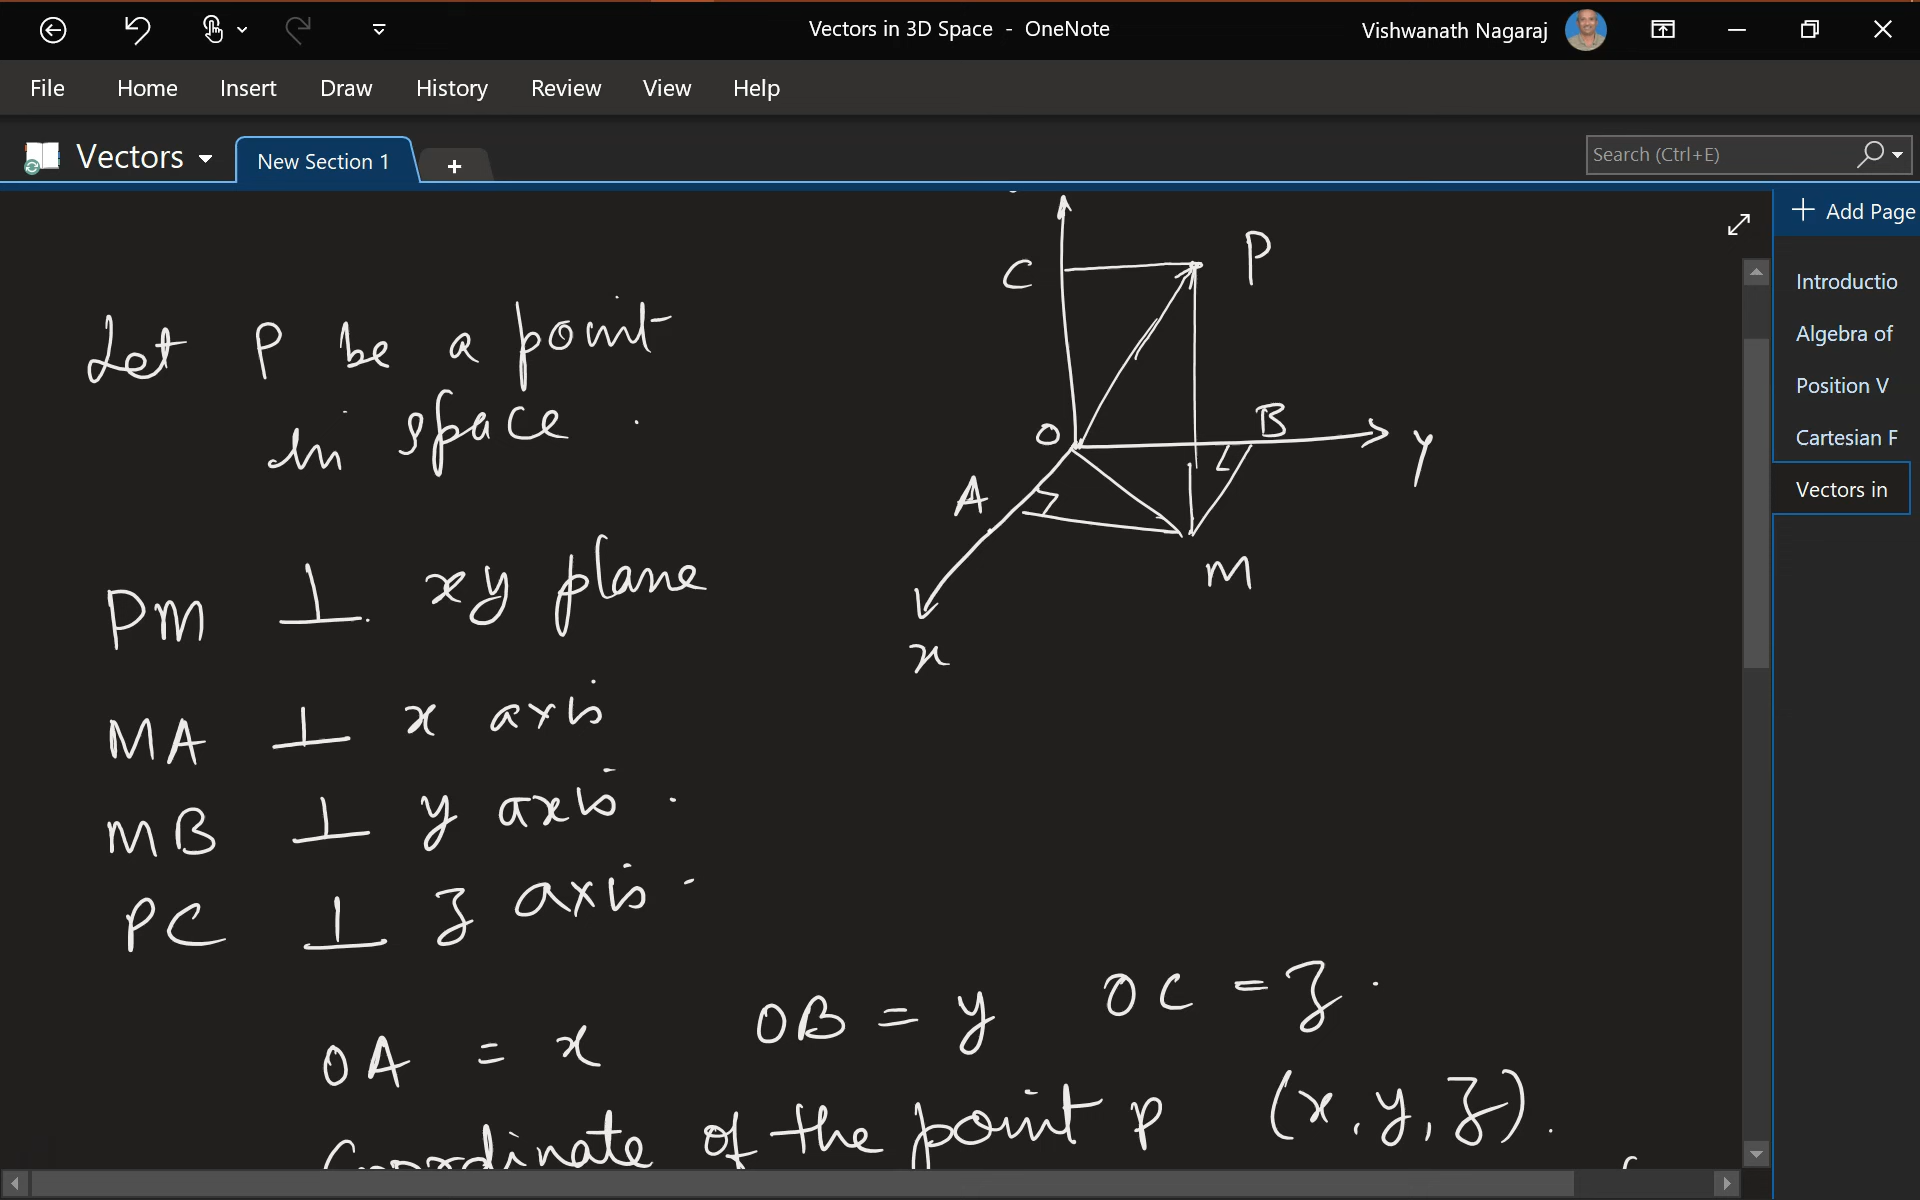 Vectors in 3D Space - OneNote
Vishwanath Nagaraj
File Home Insert Draw History Review View Help
Vectors
New Section 1
+
Search (Ctrl+E)
+ Add Page
Introductio
Algebra of
Position V
Cartesian F
Vectors in
C
P
O
B
y
A
M
x
Let P be a point
in space .
PM ⊥ xy plane
MA ⊥ x axis
MB ⊥ y axis .
PC ⊥ z axis .
OA = x OB = y OC = z .
Coordinate of the point P (x, y, z) .